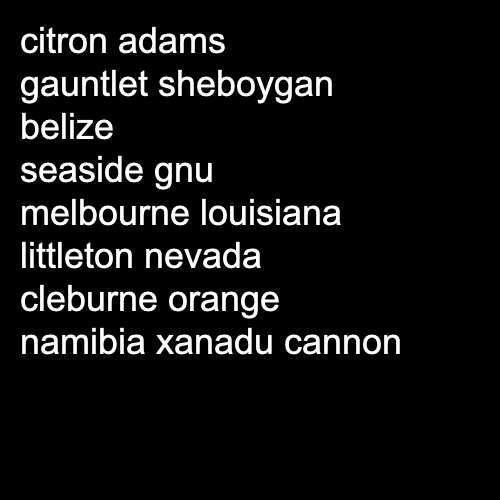 citron adams
gauntlet sheboygan
belize
seaside gnu
melbourne louisiana
littleton nevada
cleburne orange
namibia xanadu cannon